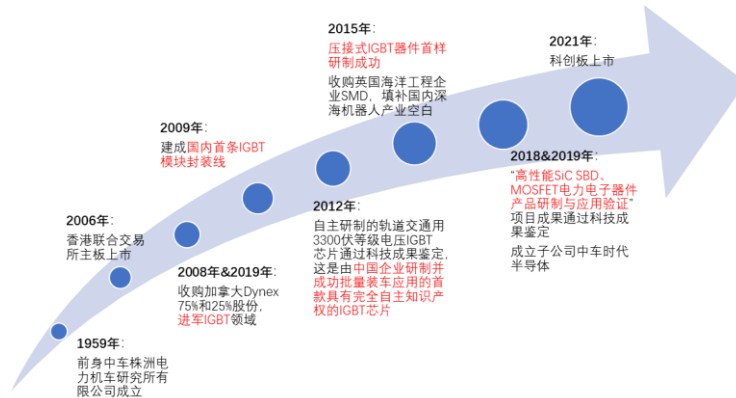 1959年：
前身中车株洲电
力机车研究所有
限公司成立
2006年：
香港联合交易
所主板上市
2008年&2019年：
收购加拿大Dynex
75%和25%股份，
进军IGBT领域
2009年：
建成国内首条IGBT
模块封装线
2012年：
自主研制的轨道交通用
3300伏等级电压IGBT
芯片通过科技成果鉴定，
这是由中国企业研制并
成功批量装车应用的首
款具有完全自主知识产
权的IGBT芯片
2015年：
压接式IGBT器件首样
研制成功
收购英国海洋工程企
业SMD，填补国内深
海机器人产业空白
2018&2019年：
“高性能SiC SBD、
MOSFET电力电子器件
产品研制与应用验证”
项目成果通过科技成
果鉴定
成立子公司中车时代
半导体
2021年：
科创板上市